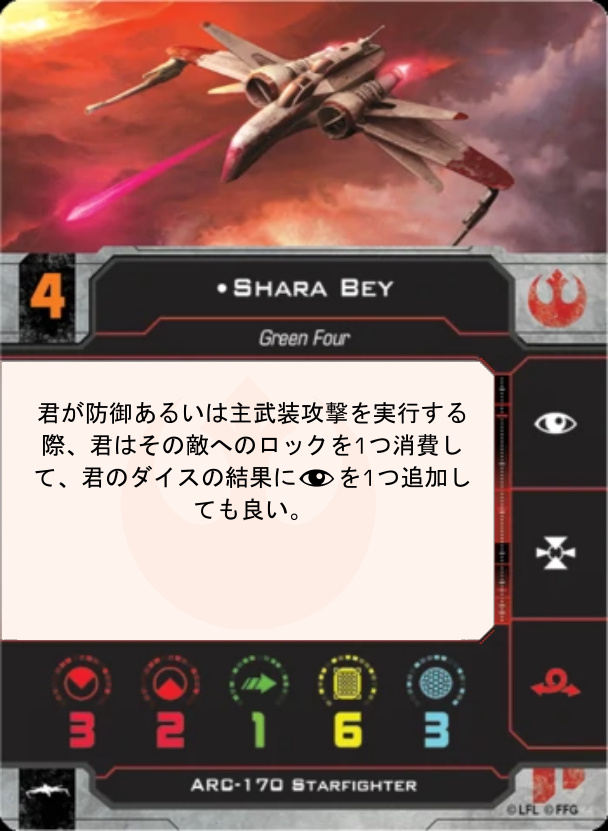 4
•Shara Bey
Green Four
君が防御あるいは主武装攻撃を実行する
際、君はその敵へのロックを1つ消費し
て、君のダイスの結果にを1つ追加し
ても良い。
3 2 1 6 3
ARC-170 Starfighter
©LFL ©FFG